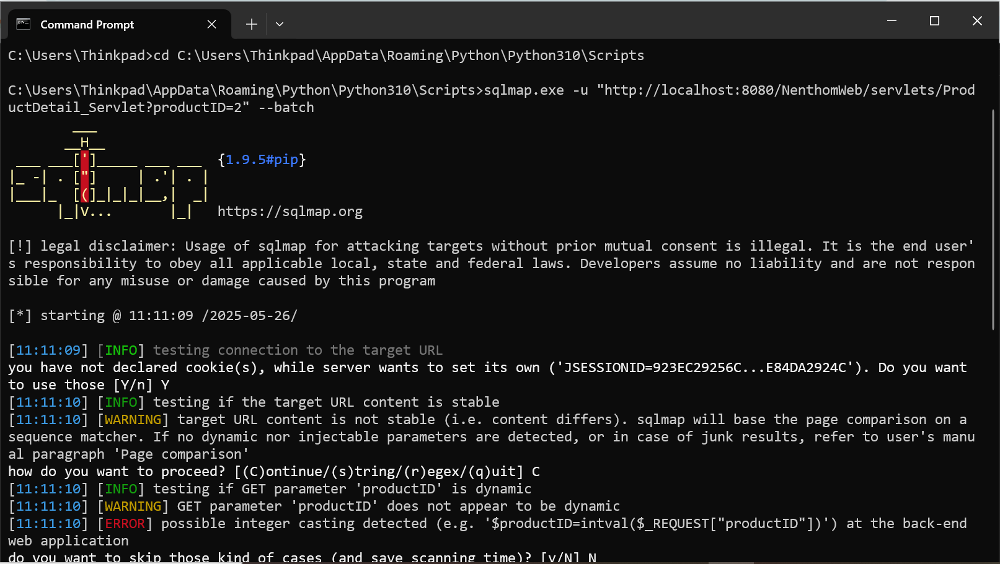 Command Prompt
C:\Users\Thinkpad>cd C:\Users\Thinkpad\AppData\Roaming\Python\Python310\Scripts
C:\Users\Thinkpad\AppData\Roaming\Python\Python310\Scripts>sqlmap.exe -u "http://localhost:8080/NenthomWeb/servlets/Prod
uctDetail_Servlet?productID=2" --batch
        ___
       __H__
 ___ ___[']_____ ___ ___  {1.9.5#pip}
|_ -| . ["]     | .'| . |
|___|_  [(]_|_|_|__,|  _|
      |_|V...       |_|   https://sqlmap.org
[!] legal disclaimer: Usage of sqlmap for attacking targets without prior mutual consent is illegal. It is the end user'
s responsibility to obey all applicable local, state and federal laws. Developers assume no liability and are not respon
sible for any misuse or damage caused by this program
[*] starting @ 11:11:09 /2025-05-26/
[11:11:09] [INFO] testing connection to the target URL
you have not declared cookie(s), while server wants to set its own ('JSESSIONID=923EC29256C...E84DA2924C'). Do you want
to use those [Y/n] Y
[11:11:10] [INFO] testing if the target URL content is stable
[11:11:10] [WARNING] target URL content is not stable (i.e. content differs). sqlmap will base the page comparison on a
sequence matcher. If no dynamic nor injectable parameters are detected, or in case of junk results, refer to user's manu
al paragraph 'Page comparison'
how do you want to proceed? [(C)ontinue/(s)tring/(r)egex/(q)uit] C
[11:11:10] [INFO] testing if GET parameter 'productID' is dynamic
[11:11:10] [WARNING] GET parameter 'productID' does not appear to be dynamic
[11:11:10] [ERROR] possible integer casting detected (e.g. '$productID=intval($_REQUEST["productID"])') at the back-end
web application
do you want to skip those kind of cases (and save scanning time)? [y/N] N